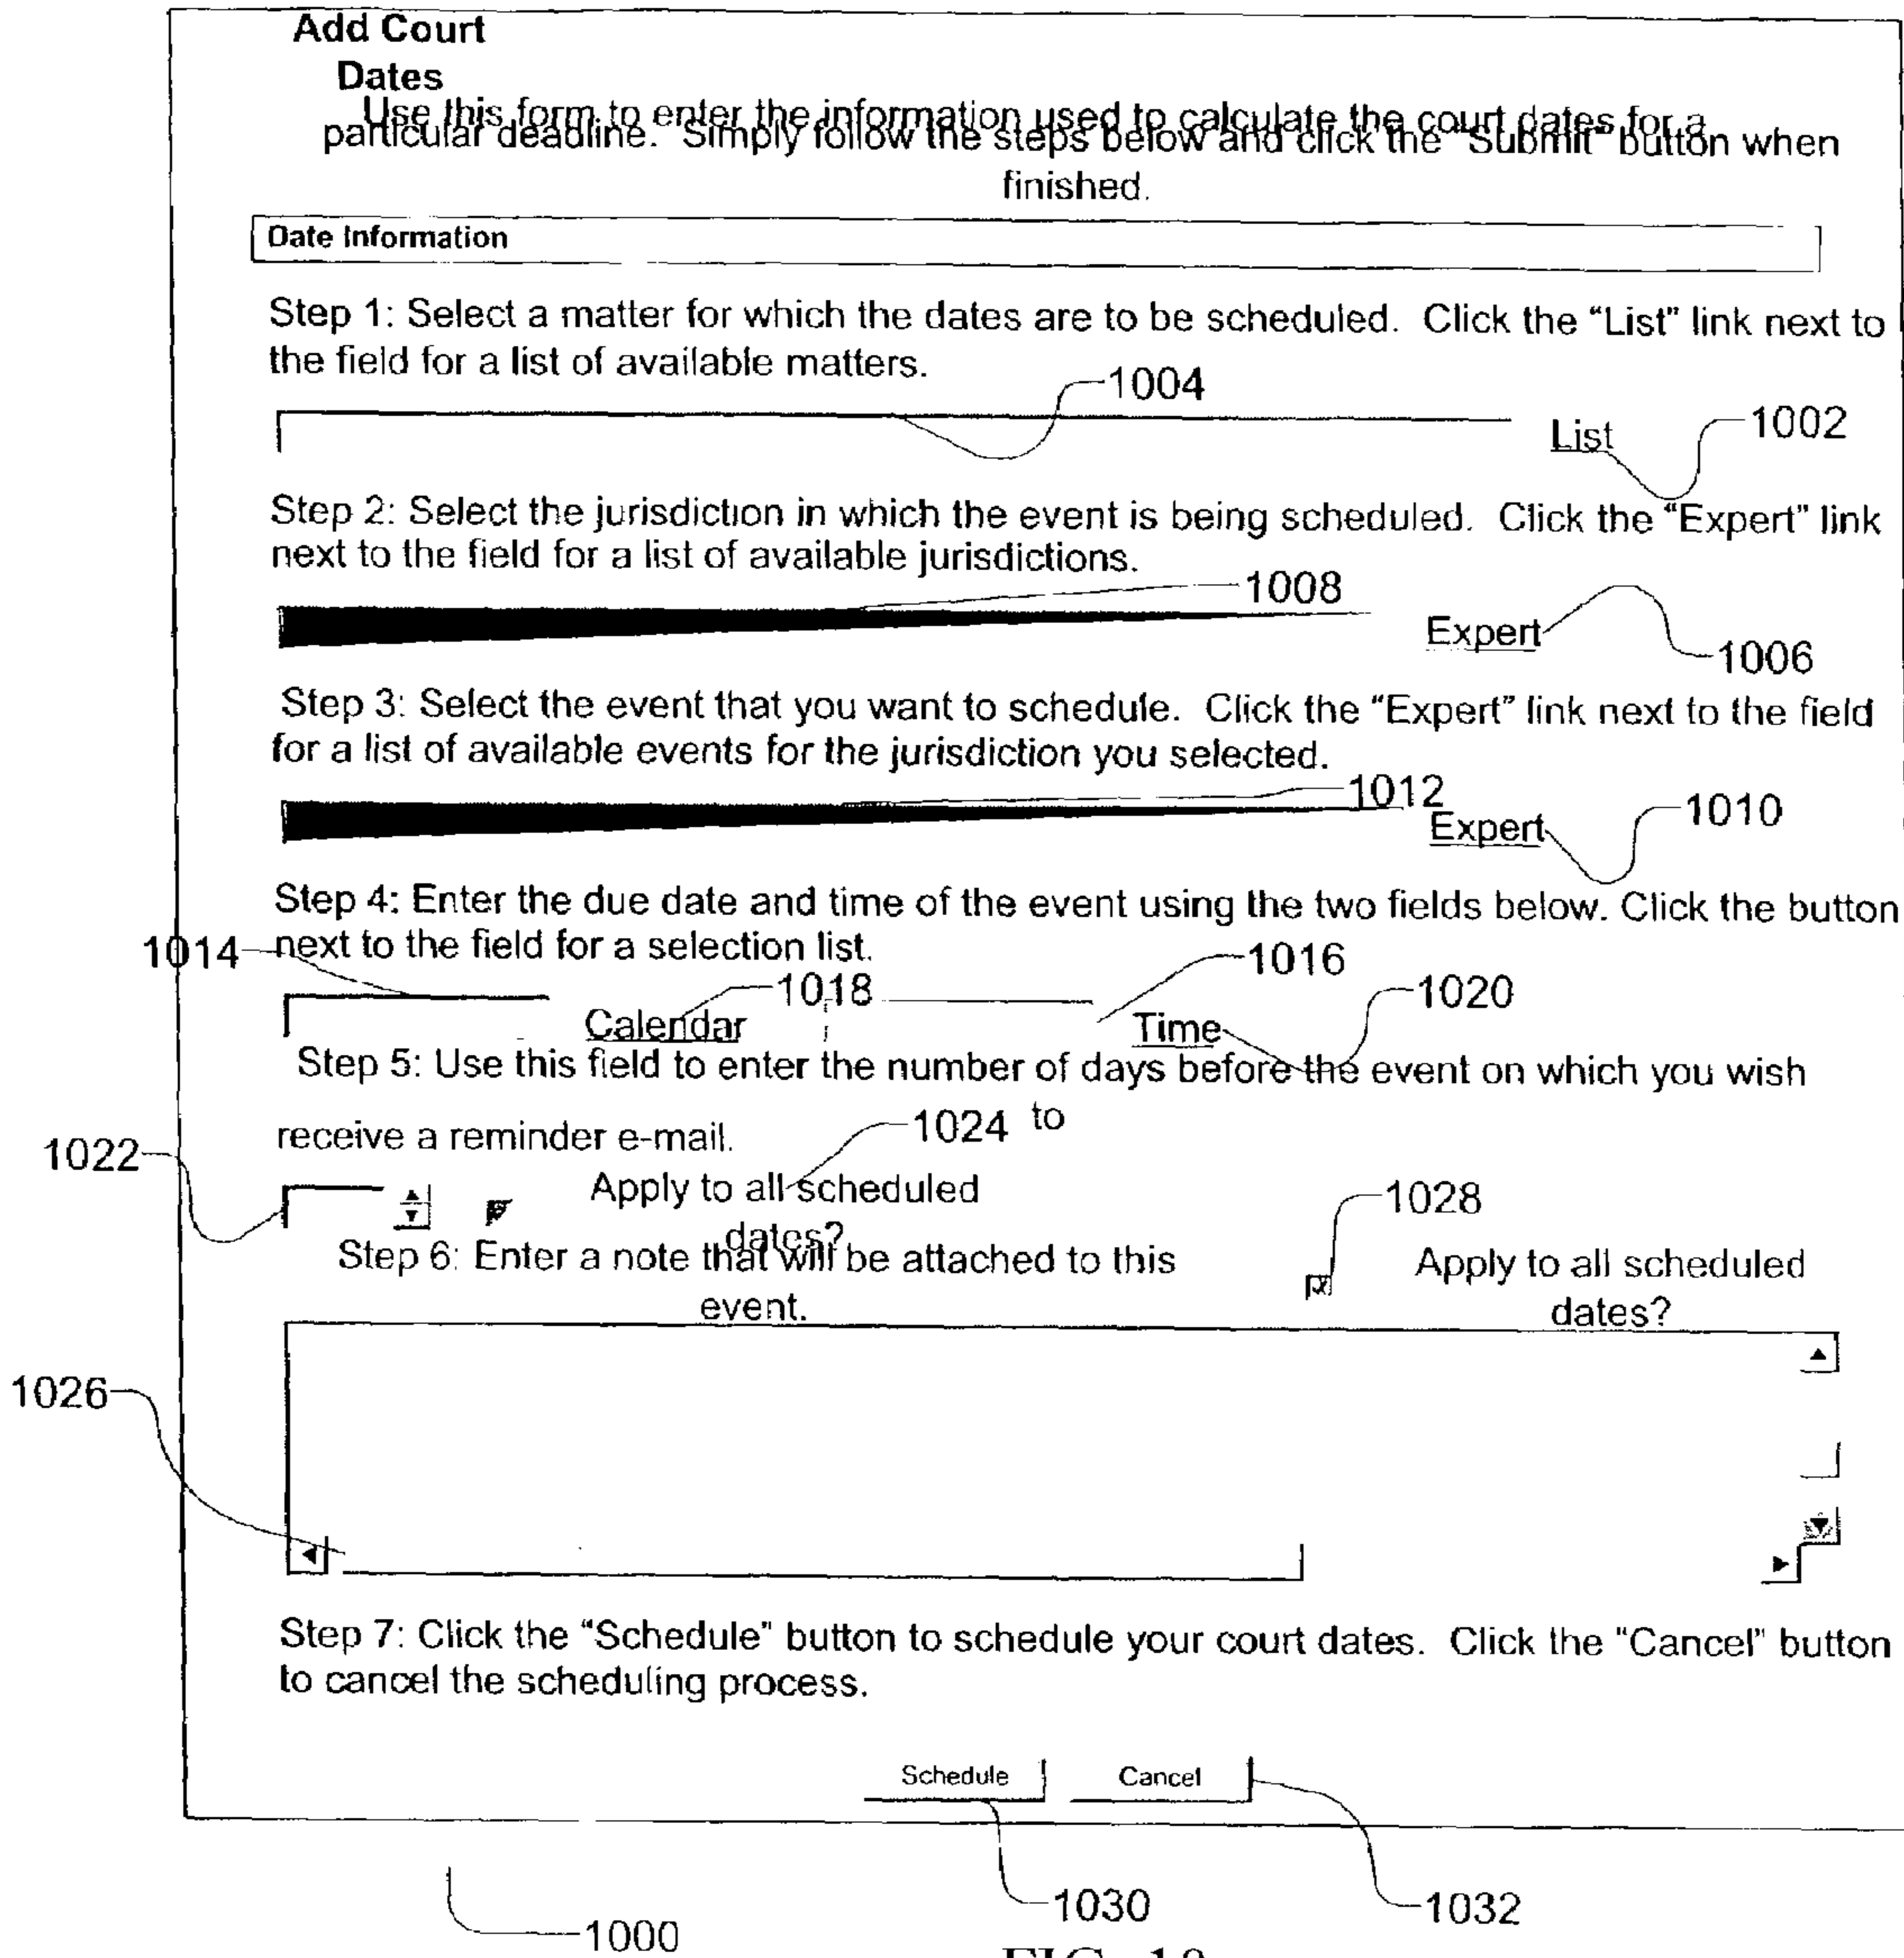 Add Court
Dates
Use this form to enter the information used to calculate the court dates for a
particular deadline. Simply follow the steps below and click the "Submit" button when
finished.
Date Information
Step 1: Select a matter for which the dates are to be scheduled. Click the "List" link next to
the field for a list of available matters.
1004
List
1002
Step 2: Select the jurisdiction in which the event is being scheduled. Click the "Expert" link
next to the field for a list of available jurisdictions.
1008
Expert
1006
Step 3: Select the event that you want to schedule. Click the "Expert" link next to the field
for a list of available events for the jurisdiction you selected.
1012
Expert
1010
Step 4: Enter the due date and time of the event using the two fields below. Click the button
1014
next to the field for a selection list.
1016
1018
1020
Calendar
Time
Step 5: Use this field to enter the number of days before the event on which you wish
to
receive a reminder e-mail.
1024
1022
Apply to all scheduled
dates?
1028
Step 6: Enter a note that will be attached to this
event.
Apply to all scheduled
dates?
1026
Step 7: Click the "Schedule" button to schedule your court dates. Click the "Cancel" button
to cancel the scheduling process.
Schedule
Cancel
1030
1032
1000